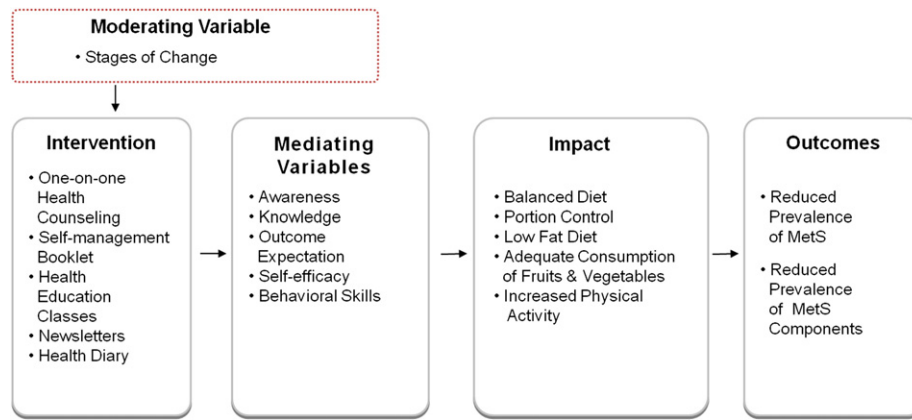 Moderating Variable
• Stages of Change
Intervention
• One-on-one
Health
Counseling
• Self-management
Booklet
• Health
Education
Classes
• Newsletters
• Health Diary
Mediating
Variables
• Awareness
• Knowledge
• Outcome
Expectation
• Self-efficacy
• Behavioral Skills
Impact
• Balanced Diet
• Portion Control
• Low Fat Diet
• Adequate Consumption
of Fruits & Vegetables
• Increased Physical
Activity
Outcomes
• Reduced
Prevalence
of MetS
• Reduced
Prevalence
of MetS
Components